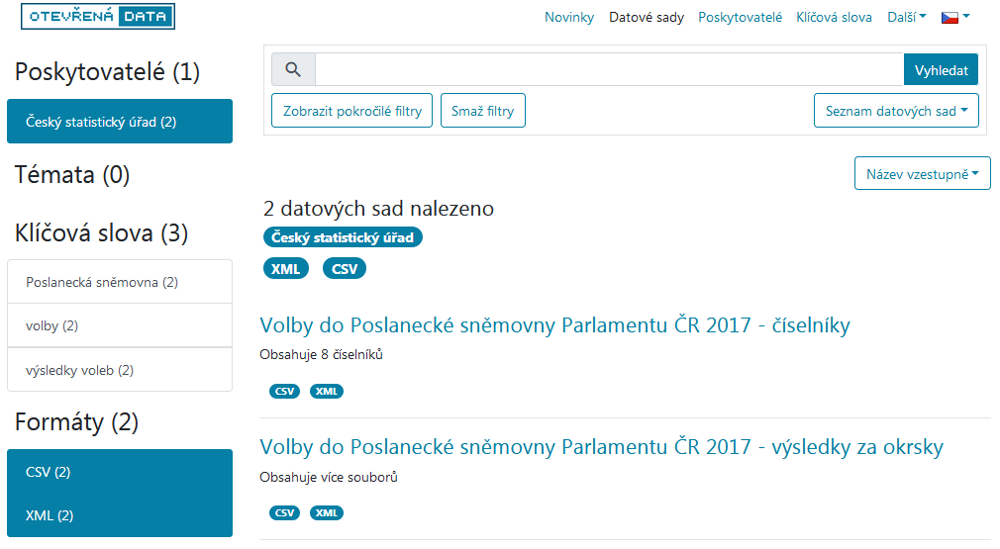 OTEVŘENÁ DATA
Novinky Datové sady Poskytovatelé Klíčová slova Další
Poskytovatelé (1)
Český statistický úřad (2)
Témata (0)
Klíčová slova (3)
Poslanecká sněmovna (2)
volby (2)
výsledky voleb (2)
Formáty (2)
CSV (2)
XML (2)
Vyhledat
Zobrazit pokročilé filtry Smaž filtry Seznam datových sad
Název vzestupně
2 datových sad nalezeno
Český statistický úřad
XML CSV
Volby do Poslanecké sněmovny Parlamentu ČR 2017 - číselníky
Obsahuje 8 číselníků
CSV XML
Volby do Poslanecké sněmovny Parlamentu ČR 2017 - výsledky za okrsky
Obsahuje více souborů
CSV XML